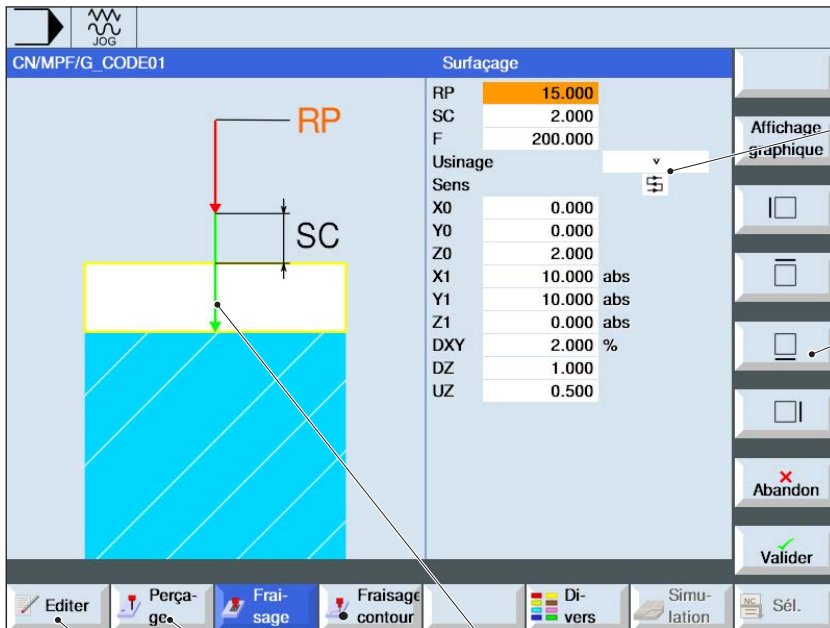 JOG
CN/MPF/G_CODE01
Surfaçage
RP
SC
RP 15.000
SC 2.000
F 200.000
Usinage v
Sens
X0 0.000
Y0 0.000
Z0 2.000
X1 10.000 abs
Y1 10.000 abs
Z1 0.000 abs
DXY 2.000 %
DZ 1.000
UZ 0.500
Affichage
graphique
Abandon
Valider
Editer
Perça-
ge
Frai-
sage
Fraisage
contour
Di-
vers
Simu-
lation
NC
Sél.